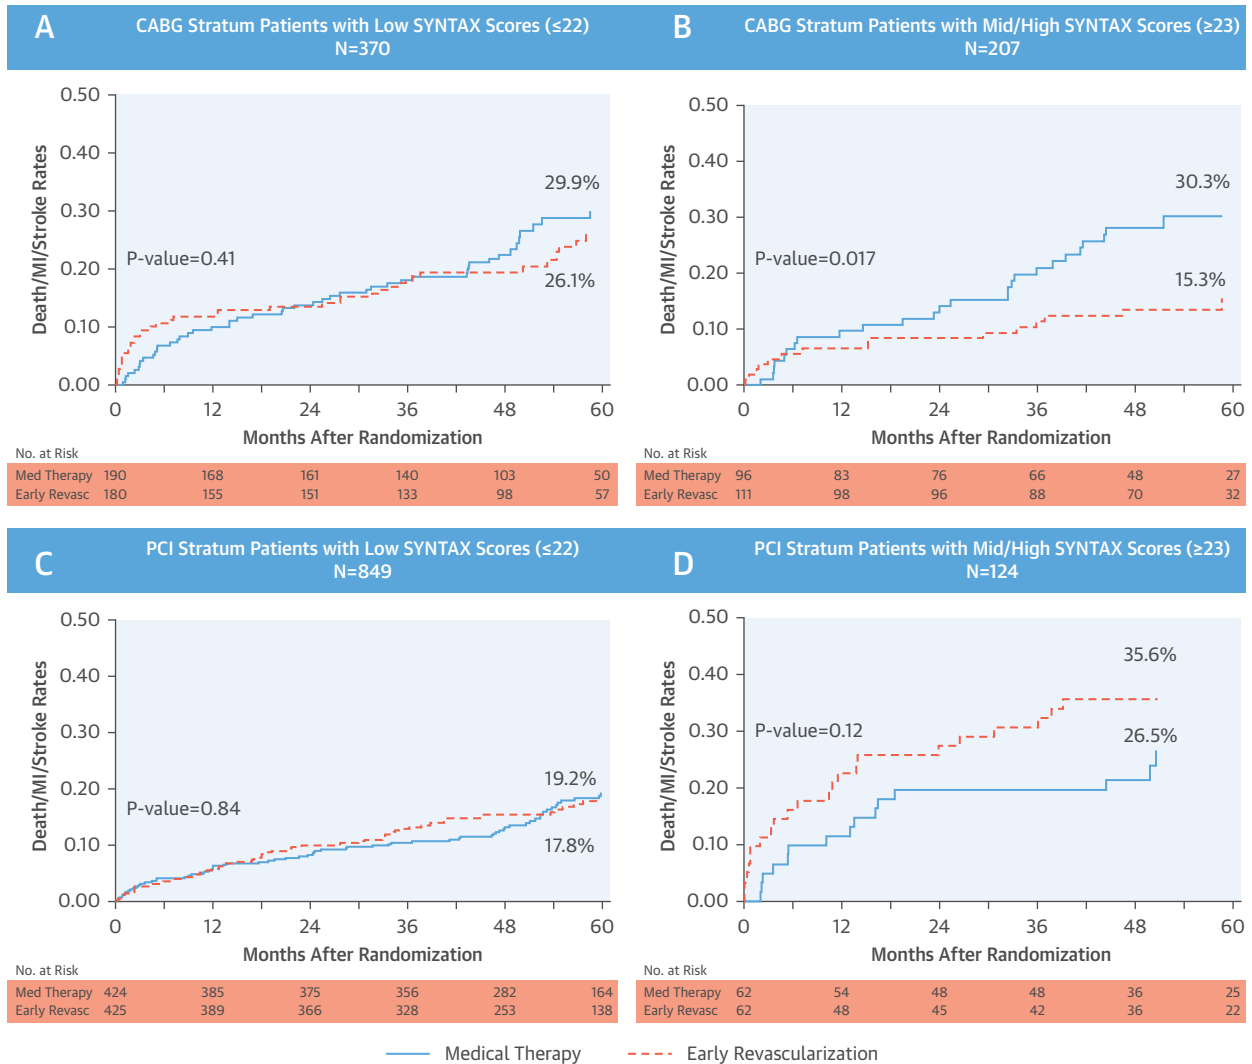 A
CABG Stratum Patients with Low SYNTAX Scores (≤22)
N=370
0.50
0.40
0.30
0.20
0.10
0.00
Death/MI/Stroke Rates
29.9%
P-value=0.41
26.1%
0 12 24 36 48 60
Months After Randomization
No. at Risk
Med Therapy 190 168 161 140 103 50
Early Revasc 180 155 151 133 98 57
B
CABG Stratum Patients with Mid/High SYNTAX Scores (≥23)
N=207
0.50
0.40
0.30
0.20
0.10
0.00
Death/MI/Stroke Rates
30.3%
P-value=0.017
15.3%
0 12 24 36 48 60
Months After Randomization
No. at Risk
Med Therapy 96 83 76 66 48 27
Early Revasc 111 98 96 88 70 32
C
PCI Stratum Patients with Low SYNTAX Scores (≤22)
N=849
0.50
0.40
0.30
0.20
0.10
0.00
Death/MI/Stroke Rates
19.2%
P-value=0.84
17.8%
0 12 24 36 48 60
Months After Randomization
No. at Risk
Med Therapy 424 385 375 356 282 164
Early Revasc 425 389 366 328 253 138
D
PCI Stratum Patients with Mid/High SYNTAX Scores (≥23)
N=124
0.50
0.40
0.30
0.20
0.10
0.00
Death/MI/Stroke Rates
35.6%
P-value=0.12
26.5%
0 12 24 36 48 60
Months After Randomization
No. at Risk
Med Therapy 62 54 48 48 36 25
Early Revasc 62 48 45 42 36 22
Medical Therapy
Early Revascularization